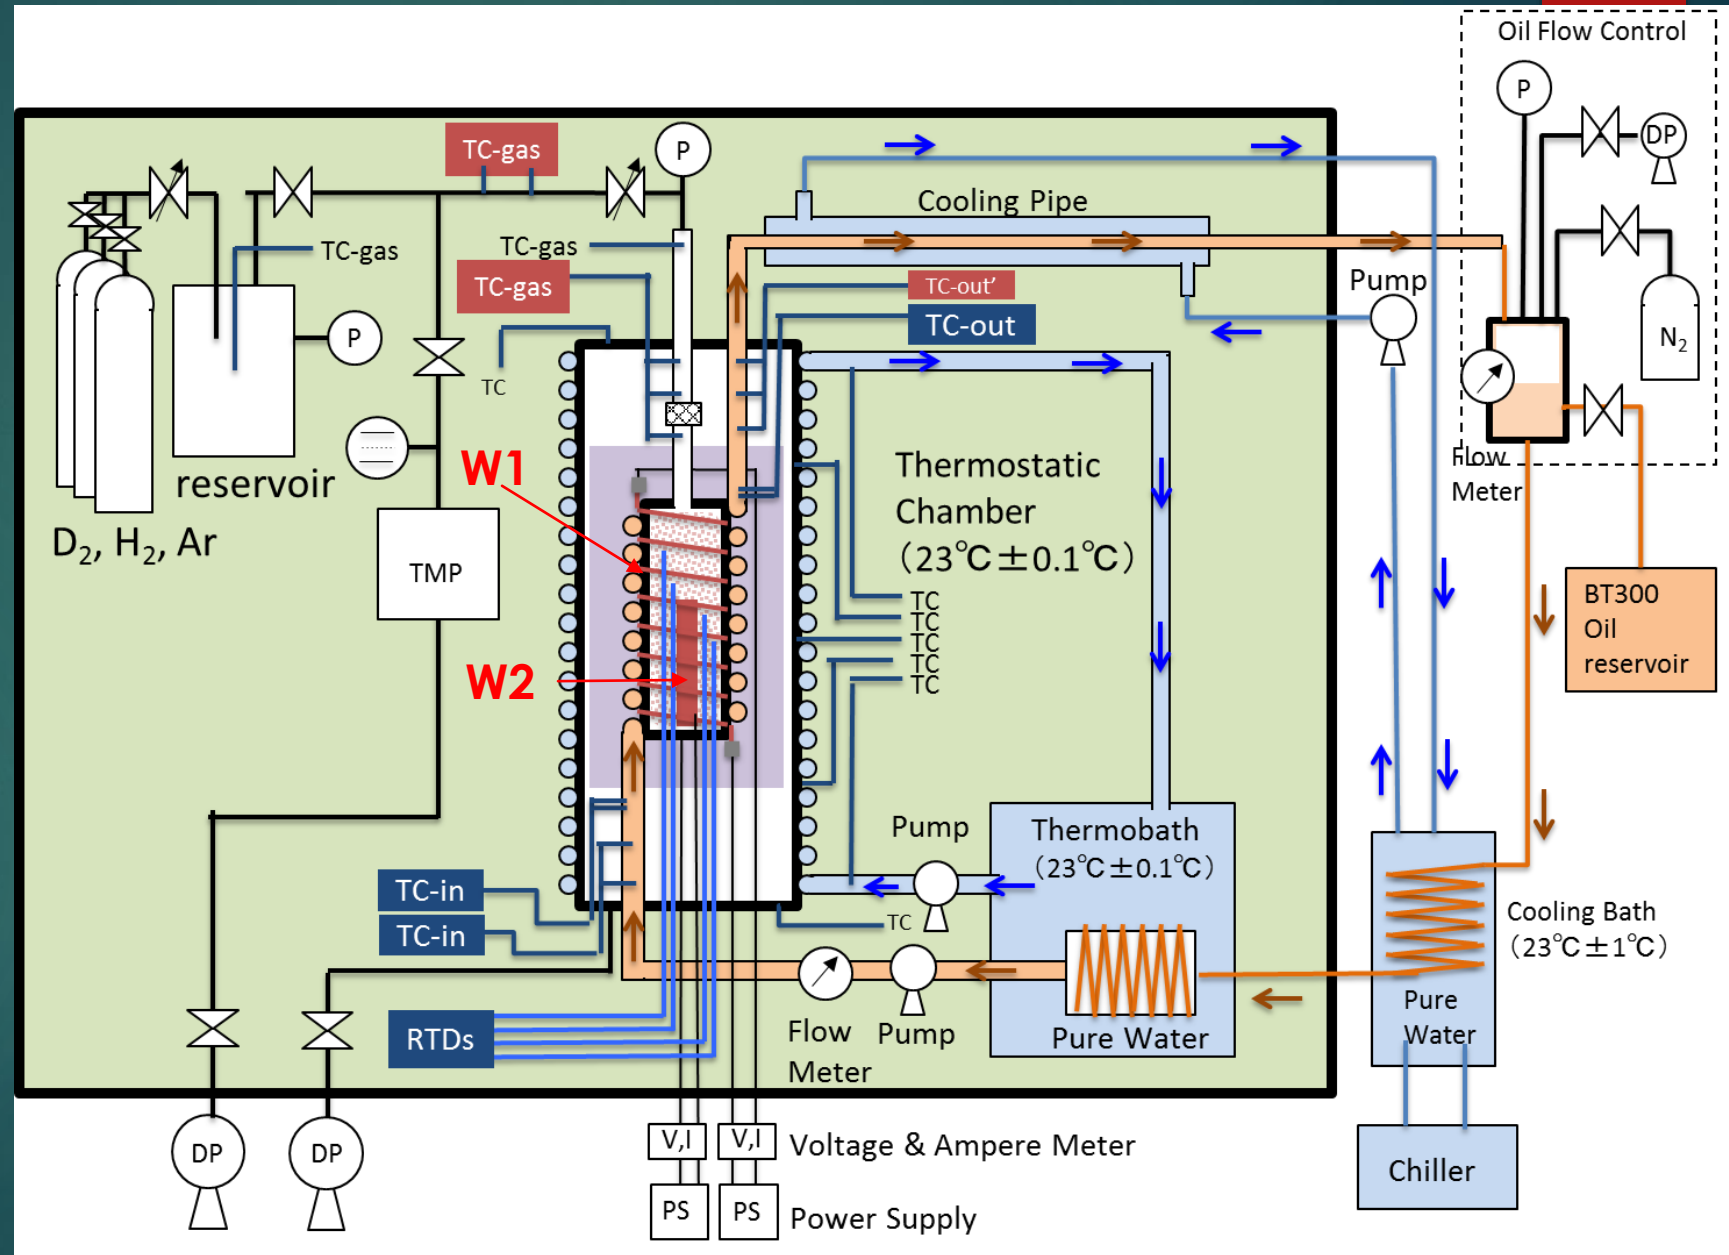 Oil Flow Control
P
DP
TC-gas
P
Cooling Pipe
TC-gas
TC-gas
TC-gas
TC-out'
TC-out
Pump
N2
P
TC
reservoir
D2, H2, Ar
W1
Thermostatic
Chamber
(23℃±0.1℃)
Flow
Meter
TMP
TC
TC
TC
TC
TC
BT300
Oil
reservoir
W2
Pump
Thermobath
(23℃±0.1℃)
TC-in
TC-in
TC
Cooling Bath
(23℃±1℃)
Pure
Water
RTDs
Flow
Meter
Pump
Pure Water
DP
DP
V,I
V,I
Voltage & Ampere Meter
Chiller
PS
PS
Power Supply